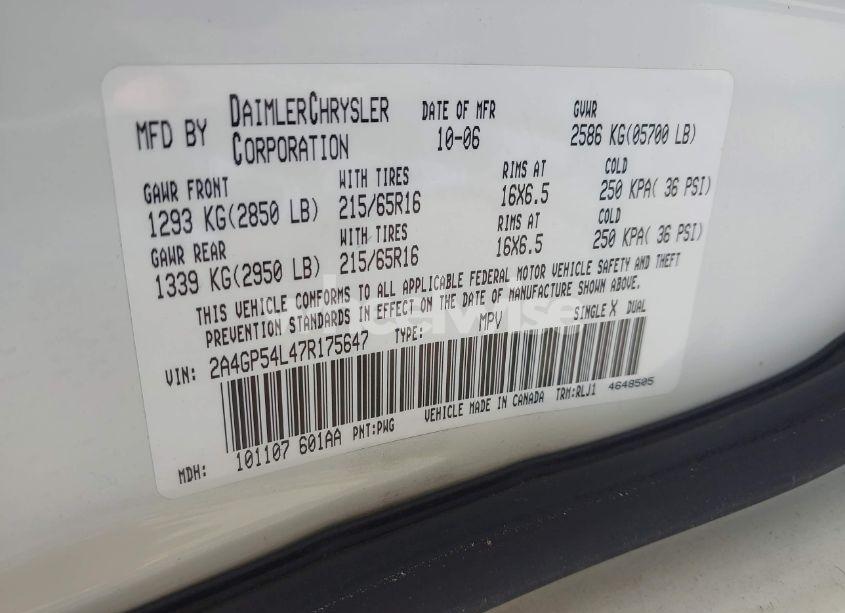 MFD BY DAIMLERCHRYSLER CORPORATION DATE OF MFR 10-06 GVWR 2586 KG(05700 LB)
GAWR FRONT WITH TIRES RIMS AT COLD
1293 KG(2850 LB) 215/65R16 16X6.5 250 KPA( 36 PSI)
GAWR REAR WITH TIRES RIMS AT COLD
1339 KG(2950 LB) 215/65R16 16X6.5 250 KPA( 36 PSI)
THIS VEHICLE CONFORMS TO ALL APPLICABLE FEDERAL MOTOR VEHICLE SAFETY AND THEFT
PREVENTION STANDARDS IN EFFECT ON THE DATE OF MANUFACTURE SHOWN ABOVE.
VIN: 2A4GP54L47R175647 TYPE: MPV SINGLE X DUAL
MDH: 101107 601AA PNT:PWG VEHICLE MADE IN CANADA TRM:RLJ1 4648505